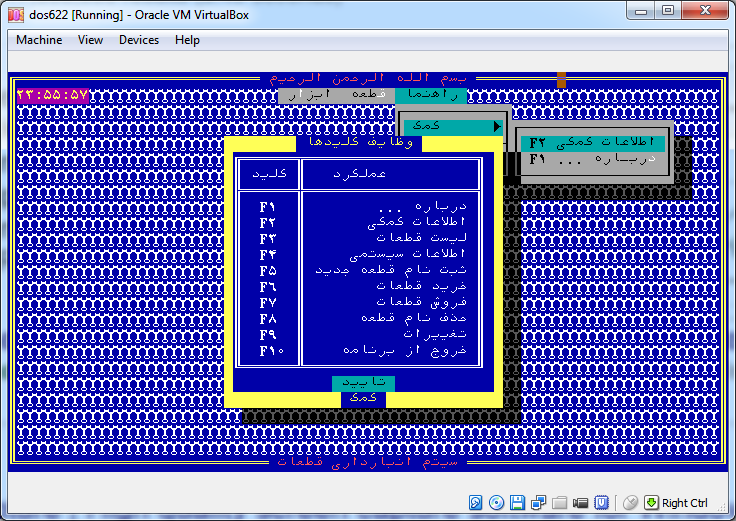 dos622 [Running] - Oracle VM VirtualBox
Machine View Devices Help
بسم الله الرحمن الرحیم
۲۳:۵۵:۵۷
راهنما قطعه ابزار
کمک
اطلاعات کمکی F۲
درباره ... F۱
وظایف کلیدها
عملکرد کلید
درباره ... F۱
اطلاعات کمکی F۲
لیست قطعات F۳
اطلاعات سیستمی F۴
ثبت نام قطعه جدید F۵
خرید قطعات F۶
فروش قطعات F۷
حذف نام قطعه F۸
تغییرات F۹
خروج از برنامه F۱۰
تایید
کمک
سیتم انبارداری قطعات
Right Ctrl